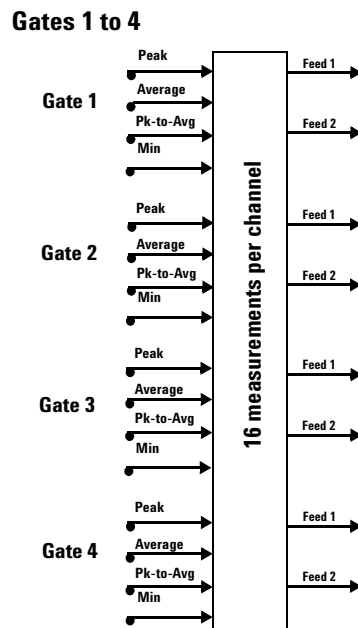 Gates 1 to 4
Gate 1
Peak
Average
Pk-to-Avg
Min
Feed 1
Feed 2
Gate 2
Peak
Average
Pk-to-Avg
Min
Feed 1
Feed 2
Gate 3
Peak
Average
Pk-to-Avg
Min
Feed 1
Feed 2
Gate 4
Peak
Average
Pk-to-Avg
Min
Feed 1
Feed 2
16 measurements per channel